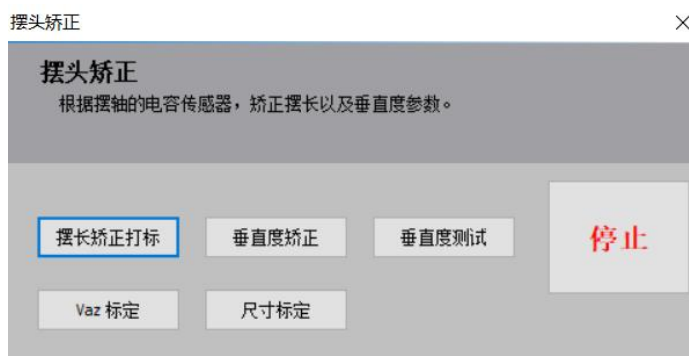 摆头矫正
摆头矫正
根据摆轴的电容传感器，矫正摆长以及垂直度参数。
摆长矫正打标
垂直度矫正
垂直度测试
停止
Vaz 标定
尺寸标定